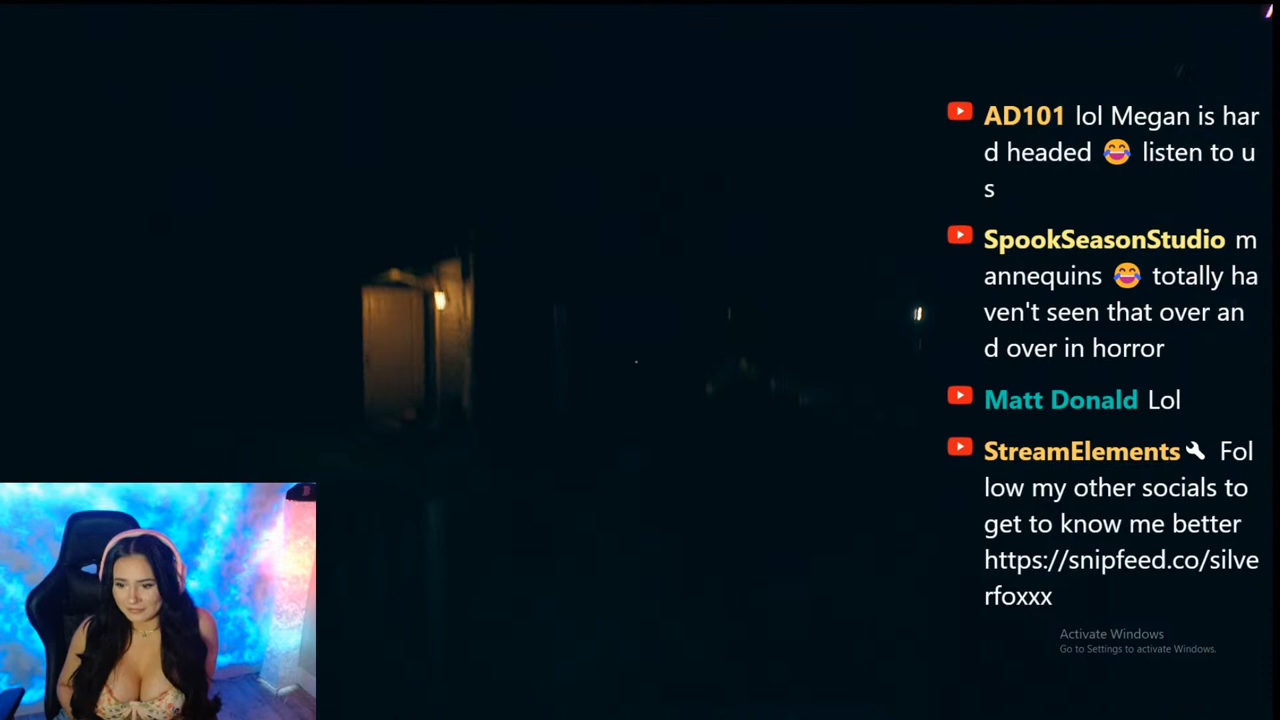 AD101 lol Megan is har
d headed 😂 listen to u
s
SpookSeasonStudio m
annequins 😂 totally ha
ven't seen that over an
d over in horror
Matt Donald Lol
StreamElements Fol
low my other socials to
get to know me better
https://snipfeed.co/silve
rfoxxx
Activate Windows
Go to Settings to activate Windows.